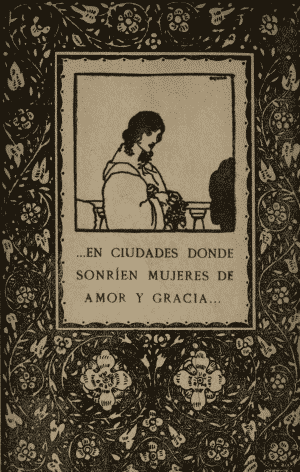 ...EN CIUDADES DONDE
SONRÍEN MUJERES DE
AMOR Y GRACIA...